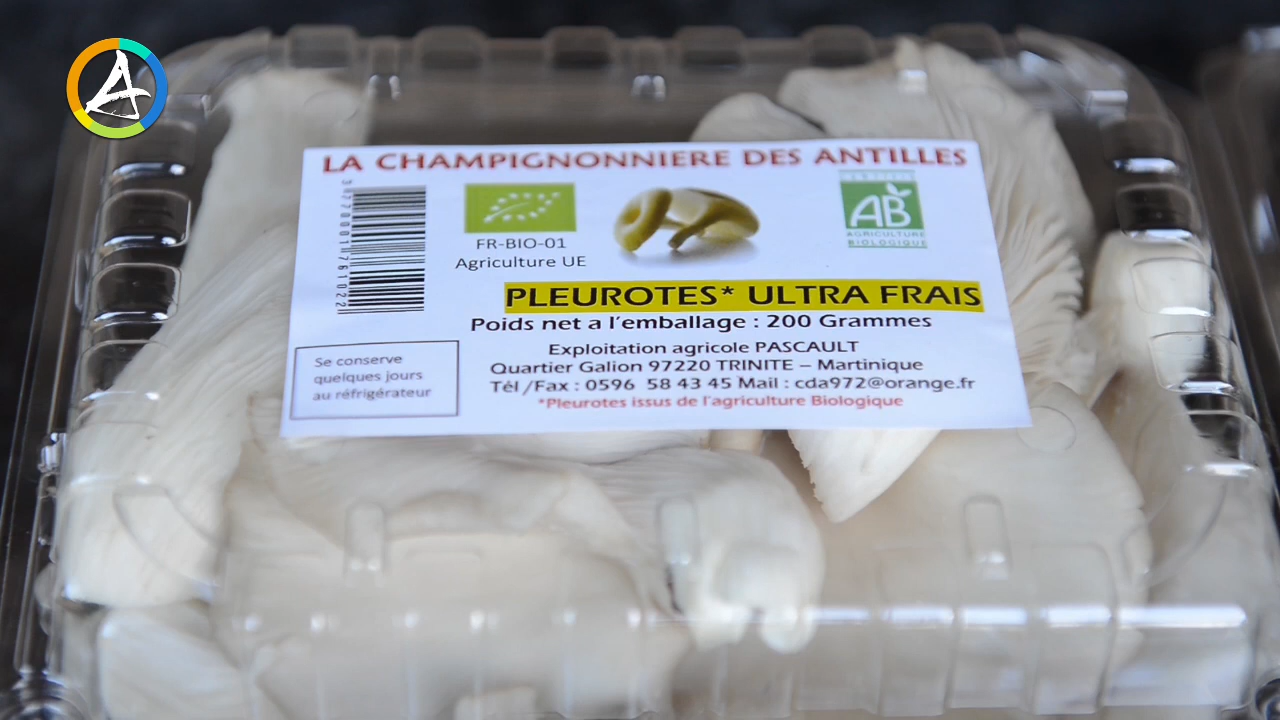 A
LA CHAMPIGNONNIERE DES ANTILLES
FR-BIO-01
Agriculture UE
CERTIFIÉ
AB
AGRICULTURE
BIOLOGIQUE
PLEUROTES* ULTRA FRAIS
Poids net a l'emballage : 200 Grammes
Exploitation agricole PASCAULT
Quartier Galion 97220 TRINITE – Martinique
Tél /Fax : 0596 58 43 45 Mail : cda972@orange.fr
*Pleurotes issus de l'agriculture Biologique
Se conserve
quelques jours
au réfrigérateur